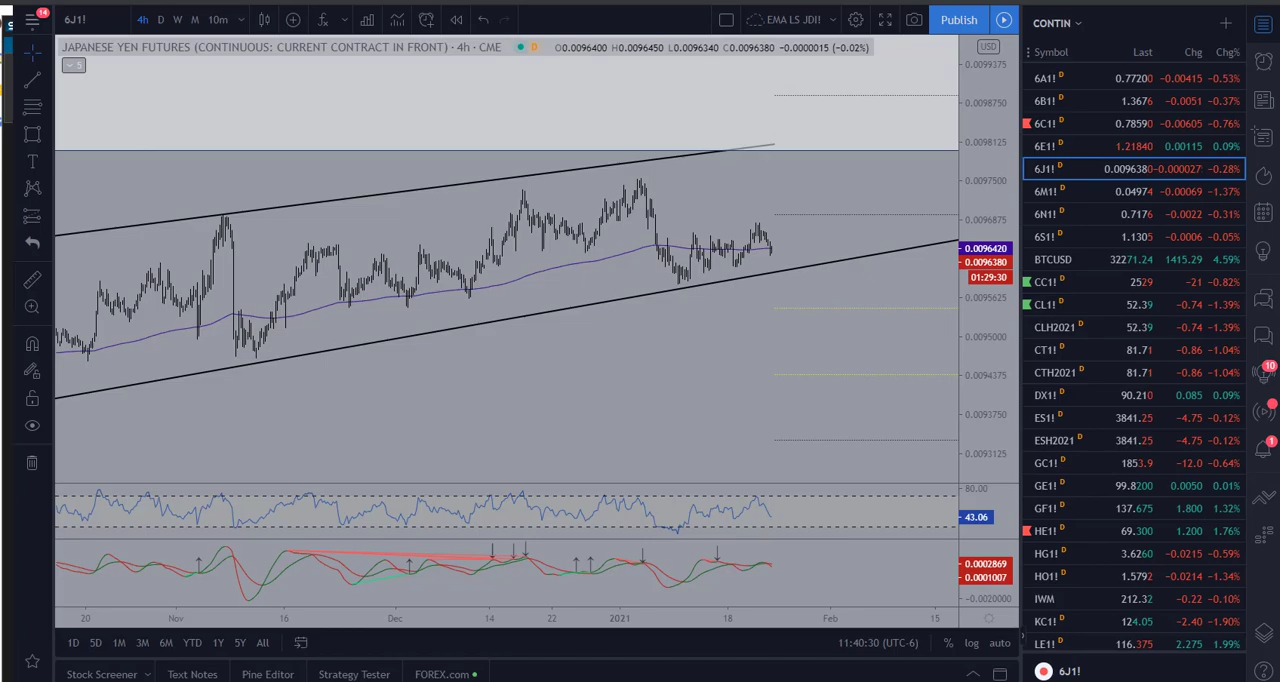 14
6J1!
4h D W M 10m
EMA LS JDI!
Publish
CONTIN
JAPANESE YEN FUTURES (CONTINUOUS: CURRENT CONTRACT IN FRONT) · 4h · CME D O0.0096400 H0.0096450 L0.0096340 C0.0096380 −0.0000015 (−0.02%)
5
USD
0.0099375
0.0098750
0.0098125
0.0097500
0.0096875
0.0096420
0.0096380
01:29:30
0.0095625
0.0095000
0.0094375
0.0093750
0.0093125
80.00
43.06
0.0002869
0.0001007
−0.0020000
20 Nov 16 Dec 14 22 2021 18 Feb 15
1D 5D 1M 3M 6M YTD 1Y 5Y All
11:40:30 (UTC-6) % log auto
Stock Screener Text Notes Pine Editor Strategy Tester FOREX.com
Symbol Last Chg Chg%
6A1! D 0.77200 −0.00415 −0.53%
6B1! D 1.3676 −0.0051 −0.37%
6C1! D 0.78590 −0.00605 −0.76%
6E1! D 1.21840 0.00115 0.09%
6J1! D 0.0096380 −0.000027 −0.28%
6M1! D 0.04974 −0.00069 −1.37%
6N1! D 0.7176 −0.0022 −0.31%
6S1! D 1.1305 −0.0006 −0.05%
BTCUSD 32271.24 1415.29 4.59%
CC1! D 2529 −21 −0.82%
CL1! D 52.39 −0.74 −1.39%
CLH2021 D 52.39 −0.74 −1.39%
CT1! D 81.71 −0.86 −1.04%
CTH2021 D 81.71 −0.86 −1.04%
DX1! D 90.210 0.085 0.09%
ES1! D 3841.25 −4.75 −0.12%
ESH2021 D 3841.25 −4.75 −0.12%
GC1! D 1853.9 −12.0 −0.64%
GE1! D 99.8200 0.0050 0.01%
GF1! D 137.675 1.800 1.32%
HE1! D 69.300 1.200 1.76%
HG1! D 3.6260 −0.0215 −0.59%
HO1! D 1.5792 −0.0214 −1.34%
IWM 212.32 −0.22 −0.10%
KC1! D 124.05 −2.40 −1.90%
LE1! D 116.375 2.275 1.99%
6J1!
10
1